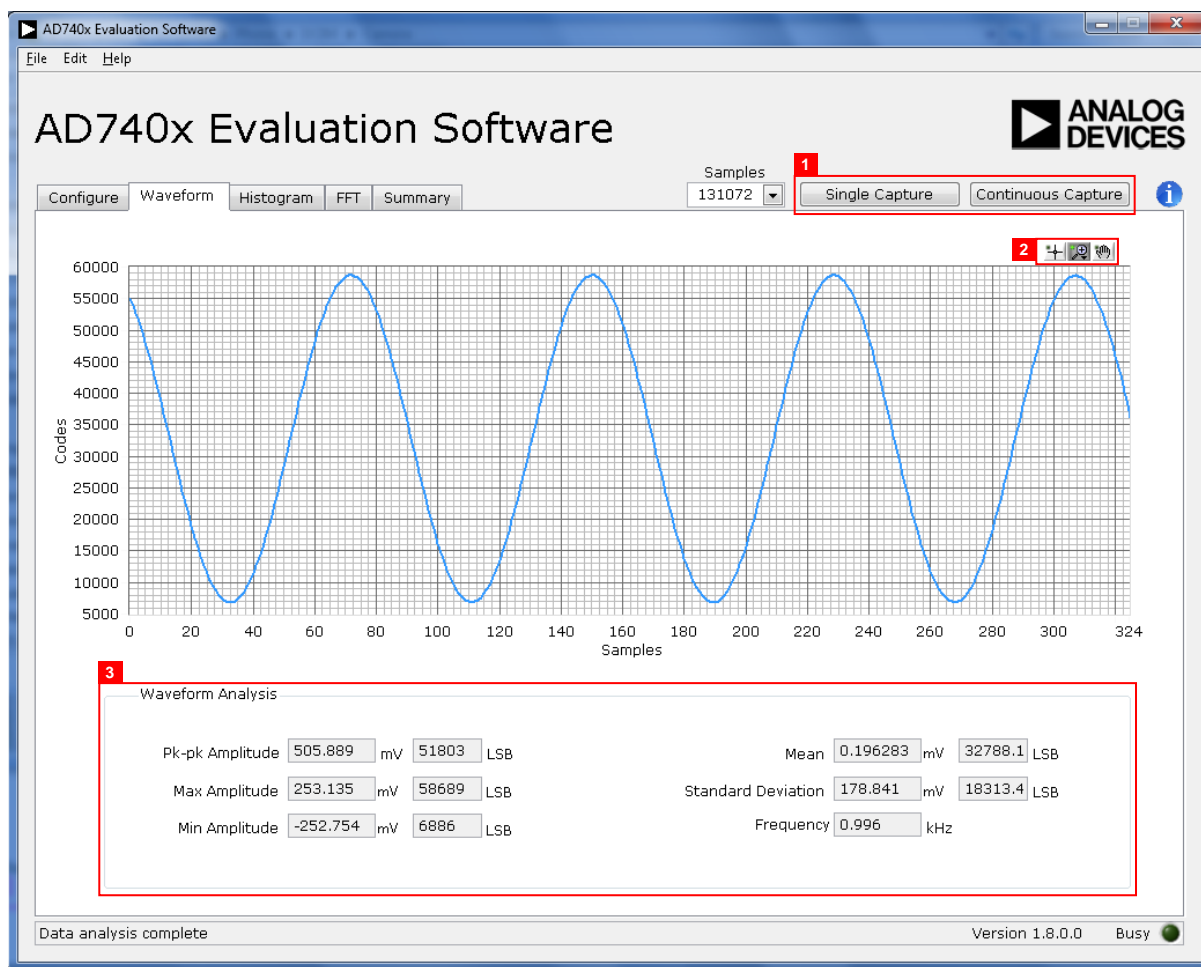 AD740x Evaluation Software
File Edit Help
AD740x Evaluation Software
ANALOG
DEVICES
Configure Waveform Histogram FFT Summary
Samples
131072
1
Single Capture Continuous Capture
i
2
60000
55000
50000
45000
40000
35000
30000
25000
20000
15000
10000
5000
Codes
0 20 40 60 80 100 120 140 160 180 200 220 240 260 280 300 324
Samples
3
Waveform Analysis
Pk-pk Amplitude 505.889 mV 51803 LSB
Max Amplitude 253.135 mV 58689 LSB
Min Amplitude -252.754 mV 6886 LSB
Mean 0.196283 mV 32788.1 LSB
Standard Deviation 178.841 mV 18313.4 LSB
Frequency 0.996 kHz
Data analysis complete
Version 1.8.0.0 Busy